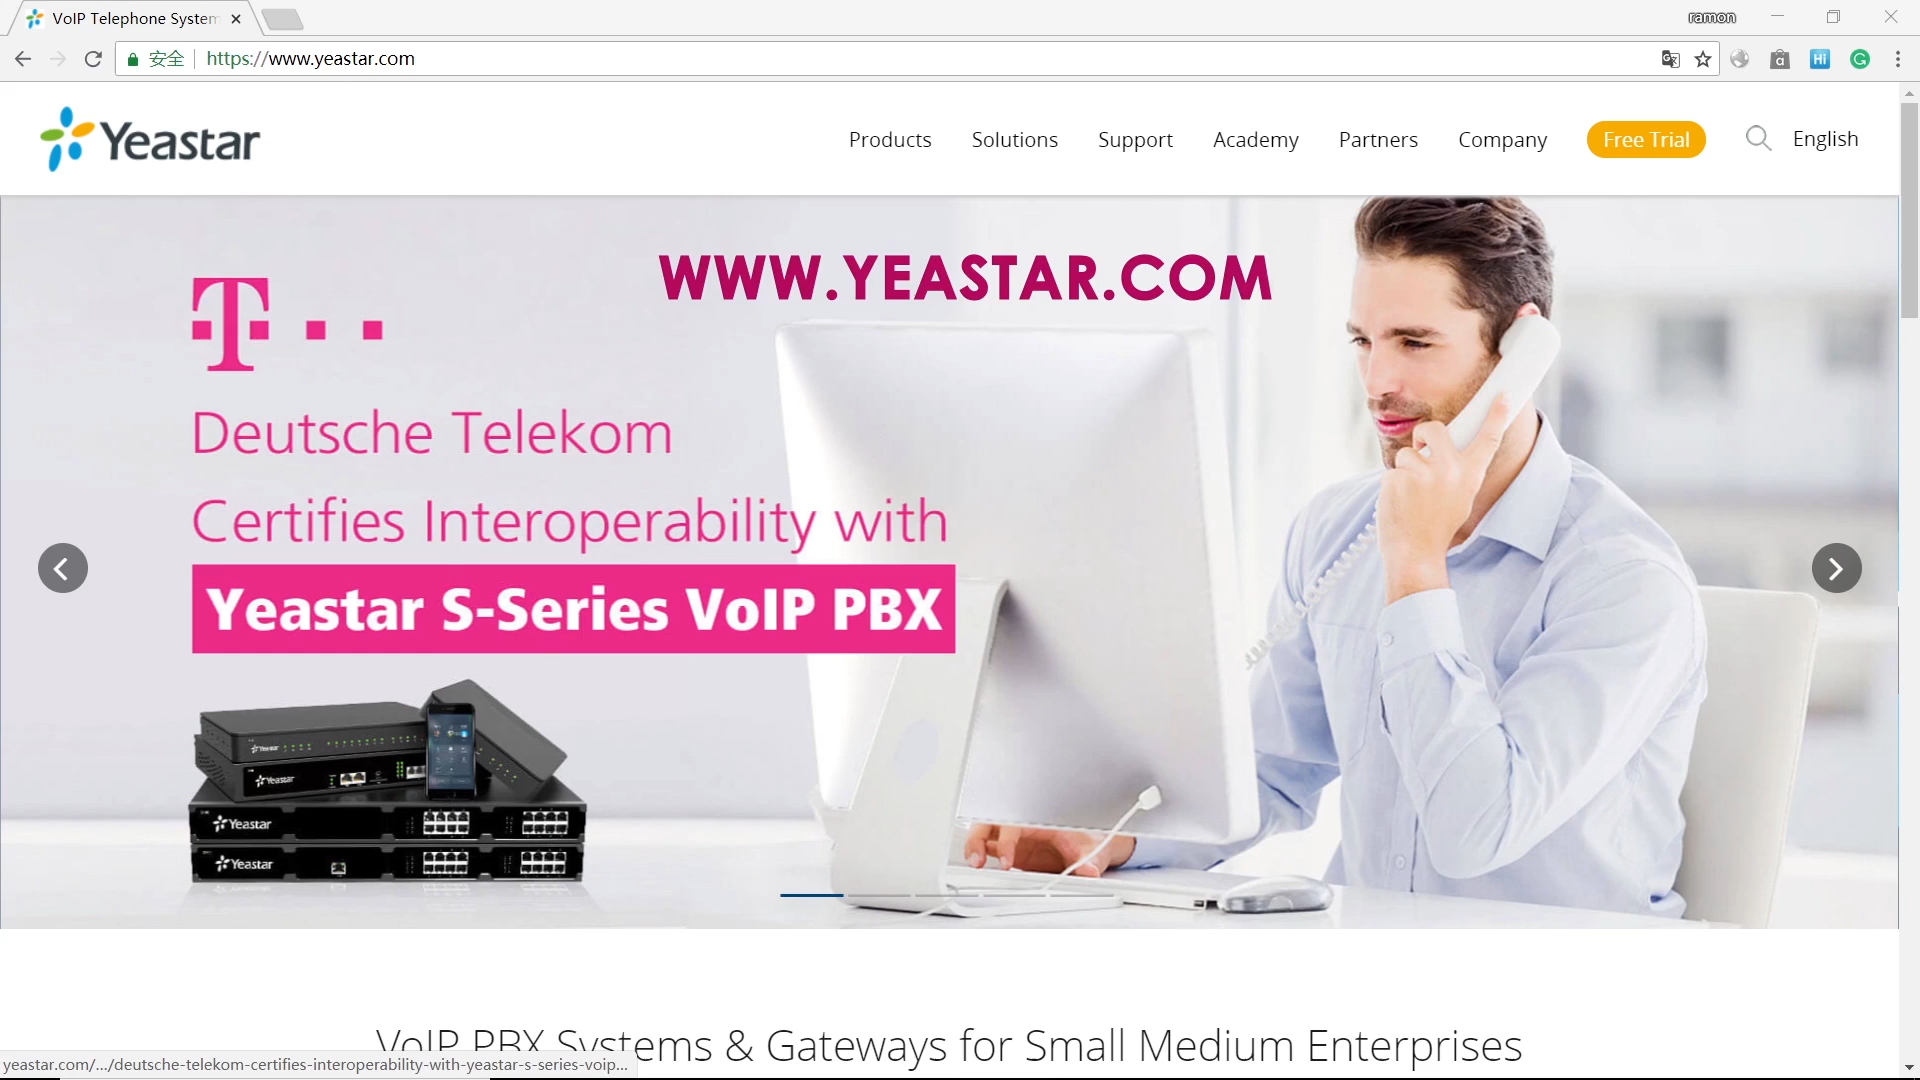 VoIP Telephone System
ramon
安全 https://www.yeastar.com
Yeastar
Products Solutions Support Academy Partners Company Free Trial English
WWW.YEASTAR.COM
T
Deutsche Telekom
Certifies Interoperability with
Yeastar S-Series VoIP PBX
Yeastar
Yeastar
Yeastar
Yeastar
VoIP PBX Systems & Gateways for Small Medium Enterprises
yeastar.com/.../deutsche-telekom-certifies-interoperability-with-yeastar-s-series-voip...